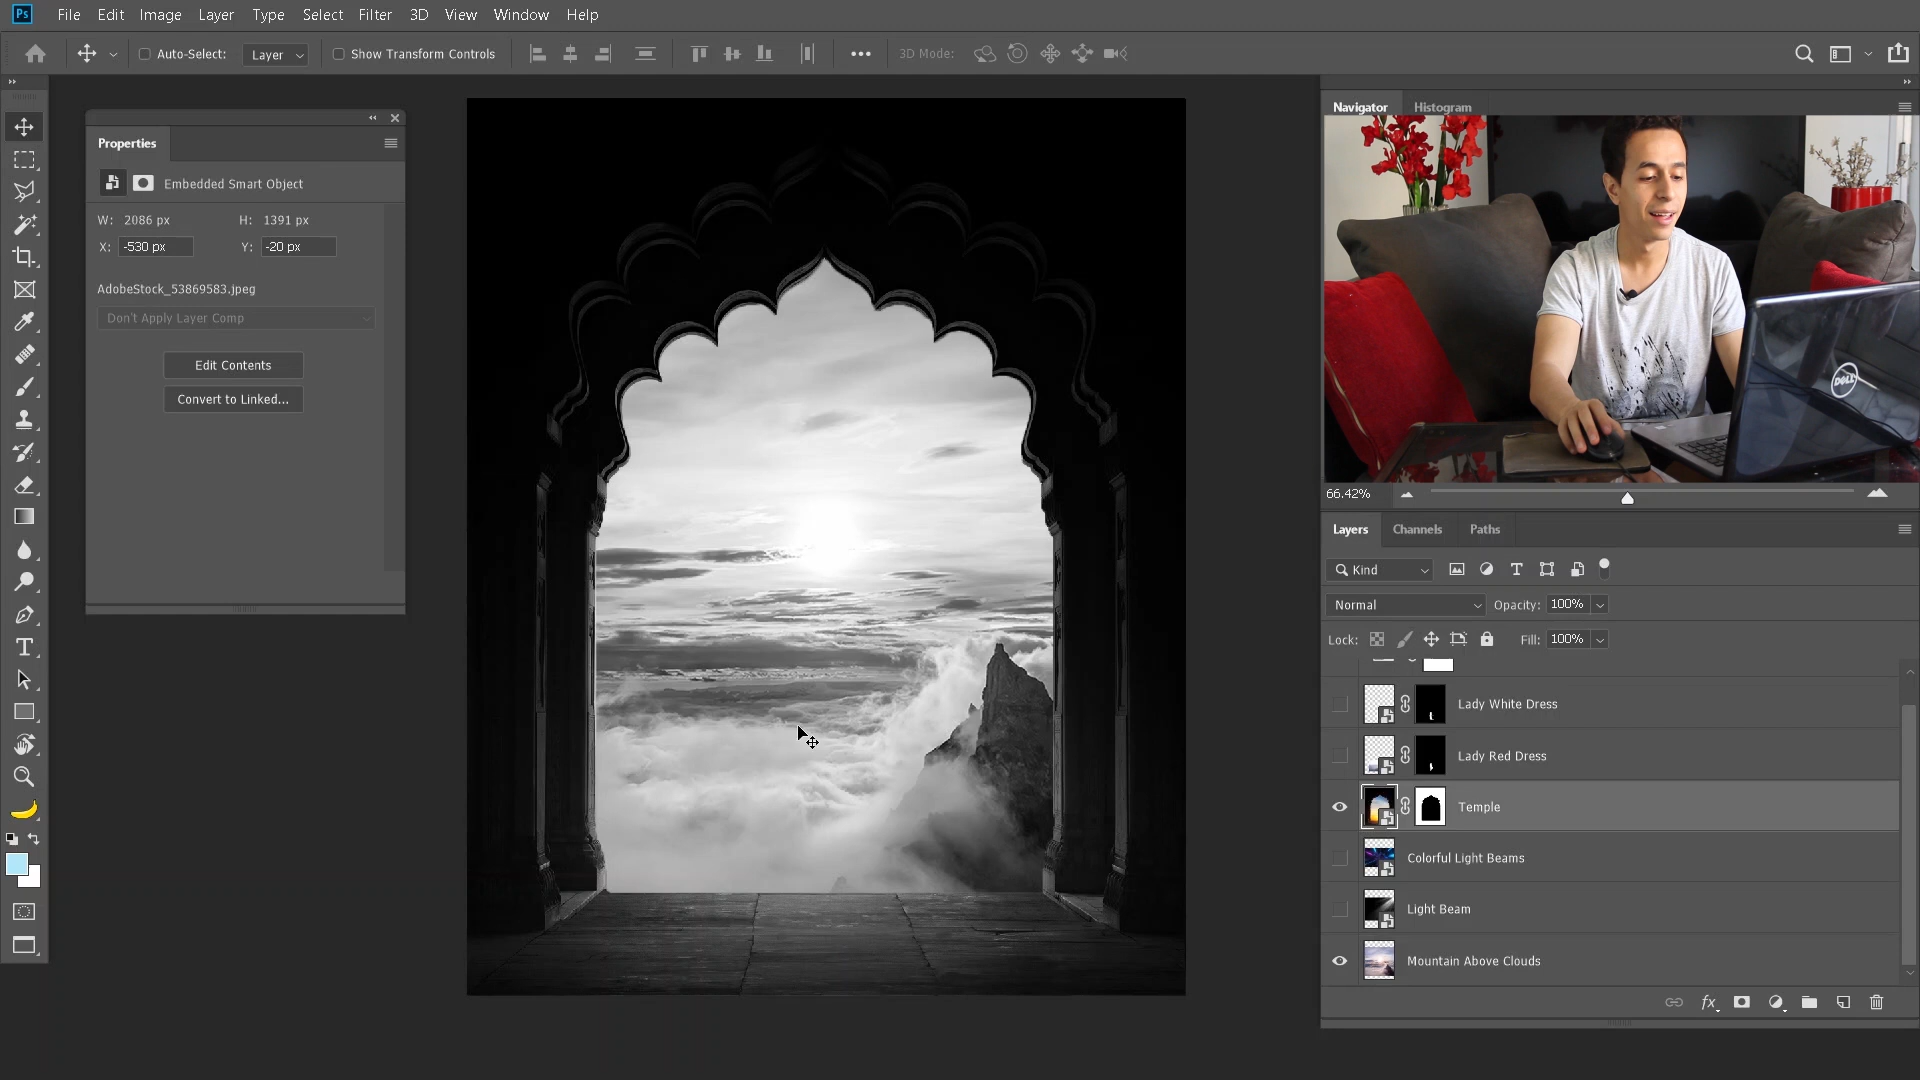 Ps File Edit Image Layer Type Select Filter 3D View Window Help
Auto-Select: Layer Show Transform Controls 3D Mode:
Properties
Embedded Smart Object
W: 2086 px H: 1391 px
X: -530 px Y: -20 px
AdobeStock_53869583.jpeg
Don't Apply Layer Comp
Edit Contents
Convert to Linked...
Navigator Histogram
DELL
66.42%
Layers Channels Paths
Kind
Normal Opacity: 100%
Lock: Fill: 100%
Lady White Dress
Lady Red Dress
Temple
Colorful Light Beams
Light Beam
Mountain Above Clouds
fx